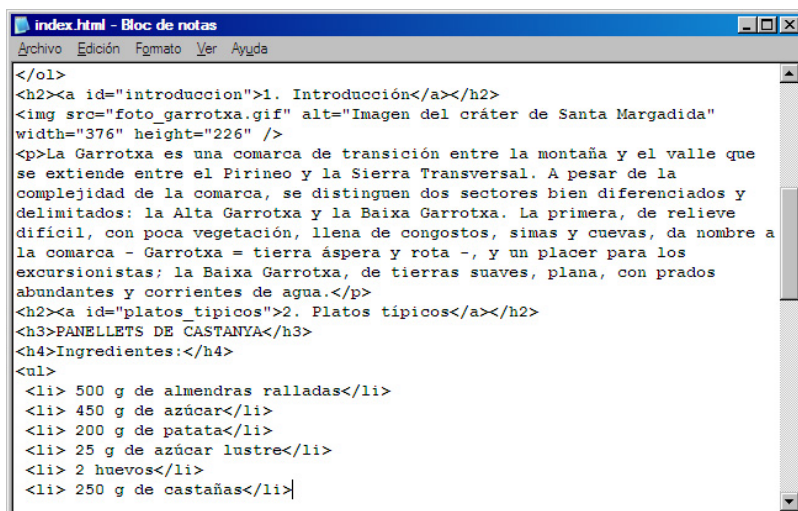 index.html - Bloc de notas
Archivo Edición Formato Ver Ayuda
</ol>
<h2><a id="introduccion">1. Introducción</a></h2>
<img src="foto_garrotxa.gif" alt="Imagen del cráter de Santa Margadida"
width="376" height="226" />
<p>La Garrotxa es una comarca de transición entre la montaña y el valle que
se extiende entre el Pirineo y la Sierra Transversal. A pesar de la
complejidad de la comarca, se distinguen dos sectores bien diferenciados y
delimitados: la Alta Garrotxa y la Baixa Garrotxa. La primera, de relieve
difícil, con poca vegetación, llena de congostos, simas y cuevas, da nombre a
la comarca - Garrotxa = tierra áspera y rota -, y un placer para los
excursionistas; la Baixa Garrotxa, de tierras suaves, plana, con prados
abundantes y corrientes de agua.</p>
<h2><a id="platos_tipicos">2. Platos típicos</a></h2>
<h3>PANELLETS DE CASTANYA</h3>
<h4>Ingredientes:</h4>
<ul>
<li> 500 g de almendras ralladas</li>
<li> 450 g de azúcar</li>
<li> 200 g de patata</li>
<li> 25 g de azúcar lustre</li>
<li> 2 huevos</li>
<li> 250 g de castañas</li>